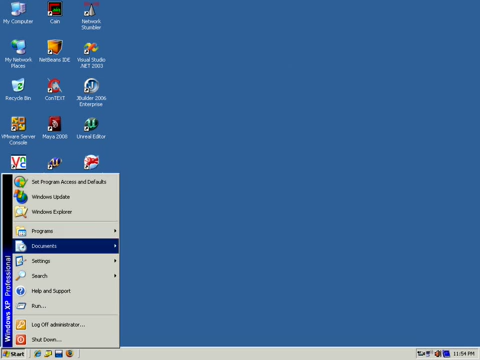 My Computer
Cain
Network
Stumbler
My Network
Places
NetBeans IDE
Visual Studio
.NET 2003
Recycle Bin
ConTEXT
JBuilder 2006
Enterprise
VMware Server
Console
Maya 2008
Unreal Editor
Set Program Access and Defaults
Windows Update
Windows Explorer
Programs
Documents
Settings
Search
Help and Support
Run...
Log Off administrator...
Shut Down...
Windows XP Professional
Start
11:54 PM